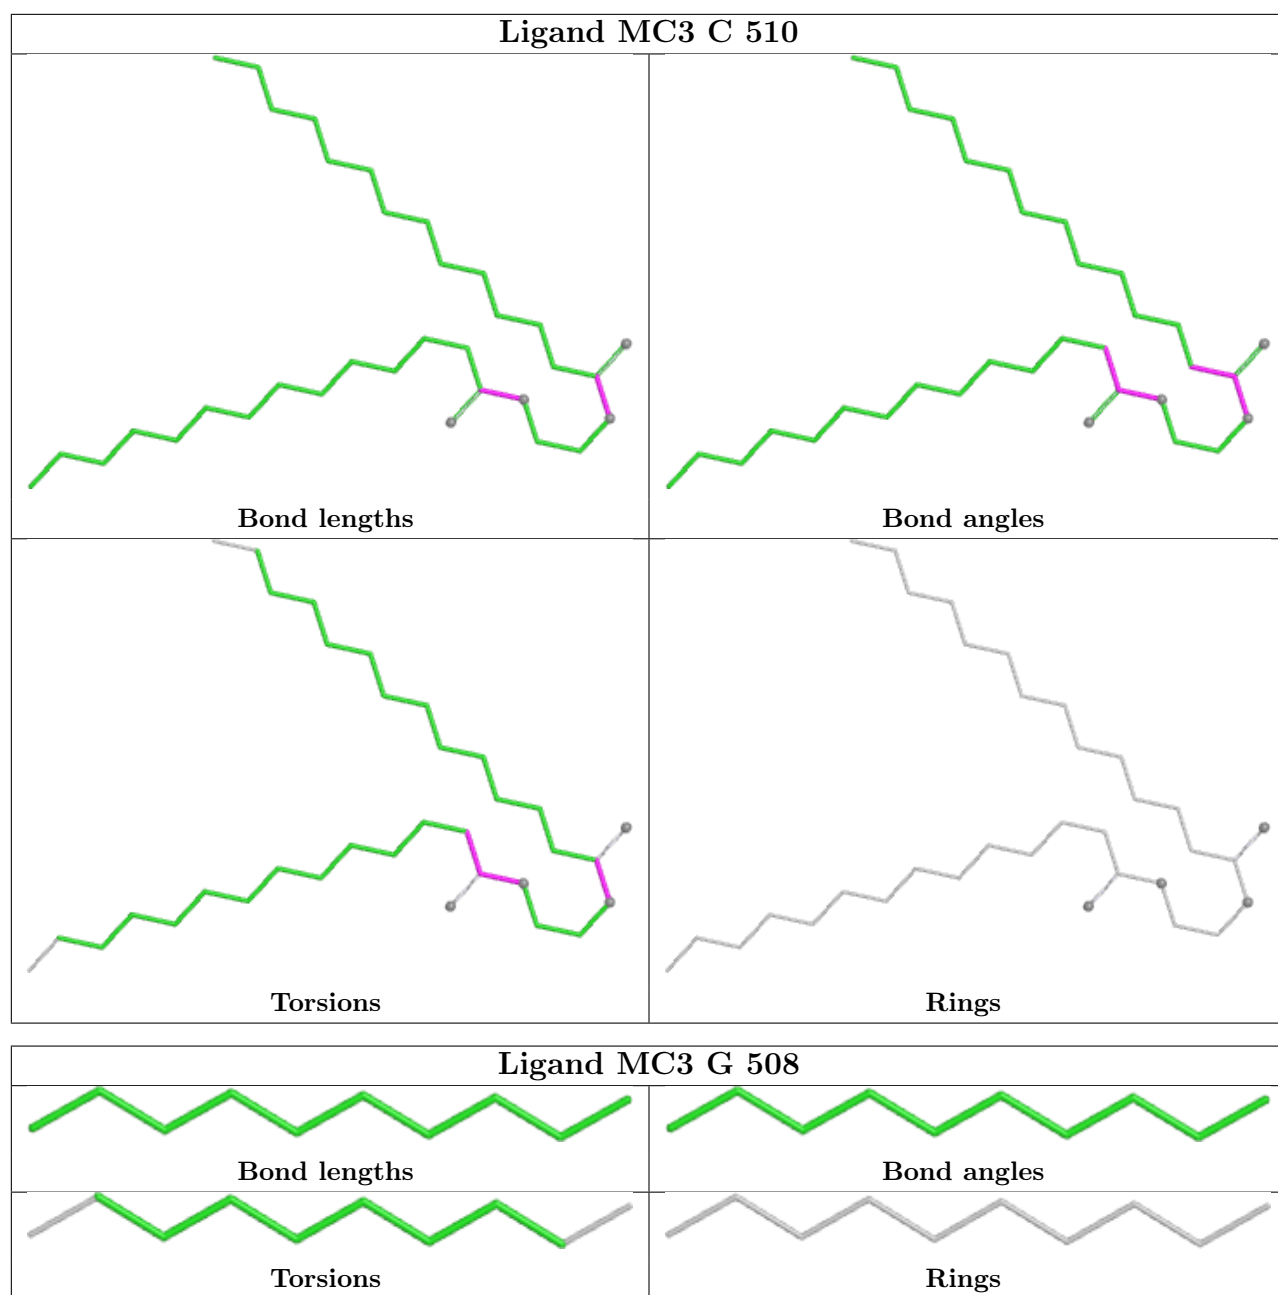 Ligand MC3 C 510
Bond lengths
Bond angles
Torsions
Rings
Ligand MC3 G 508
Bond lengths
Bond angles
Torsions
Rings